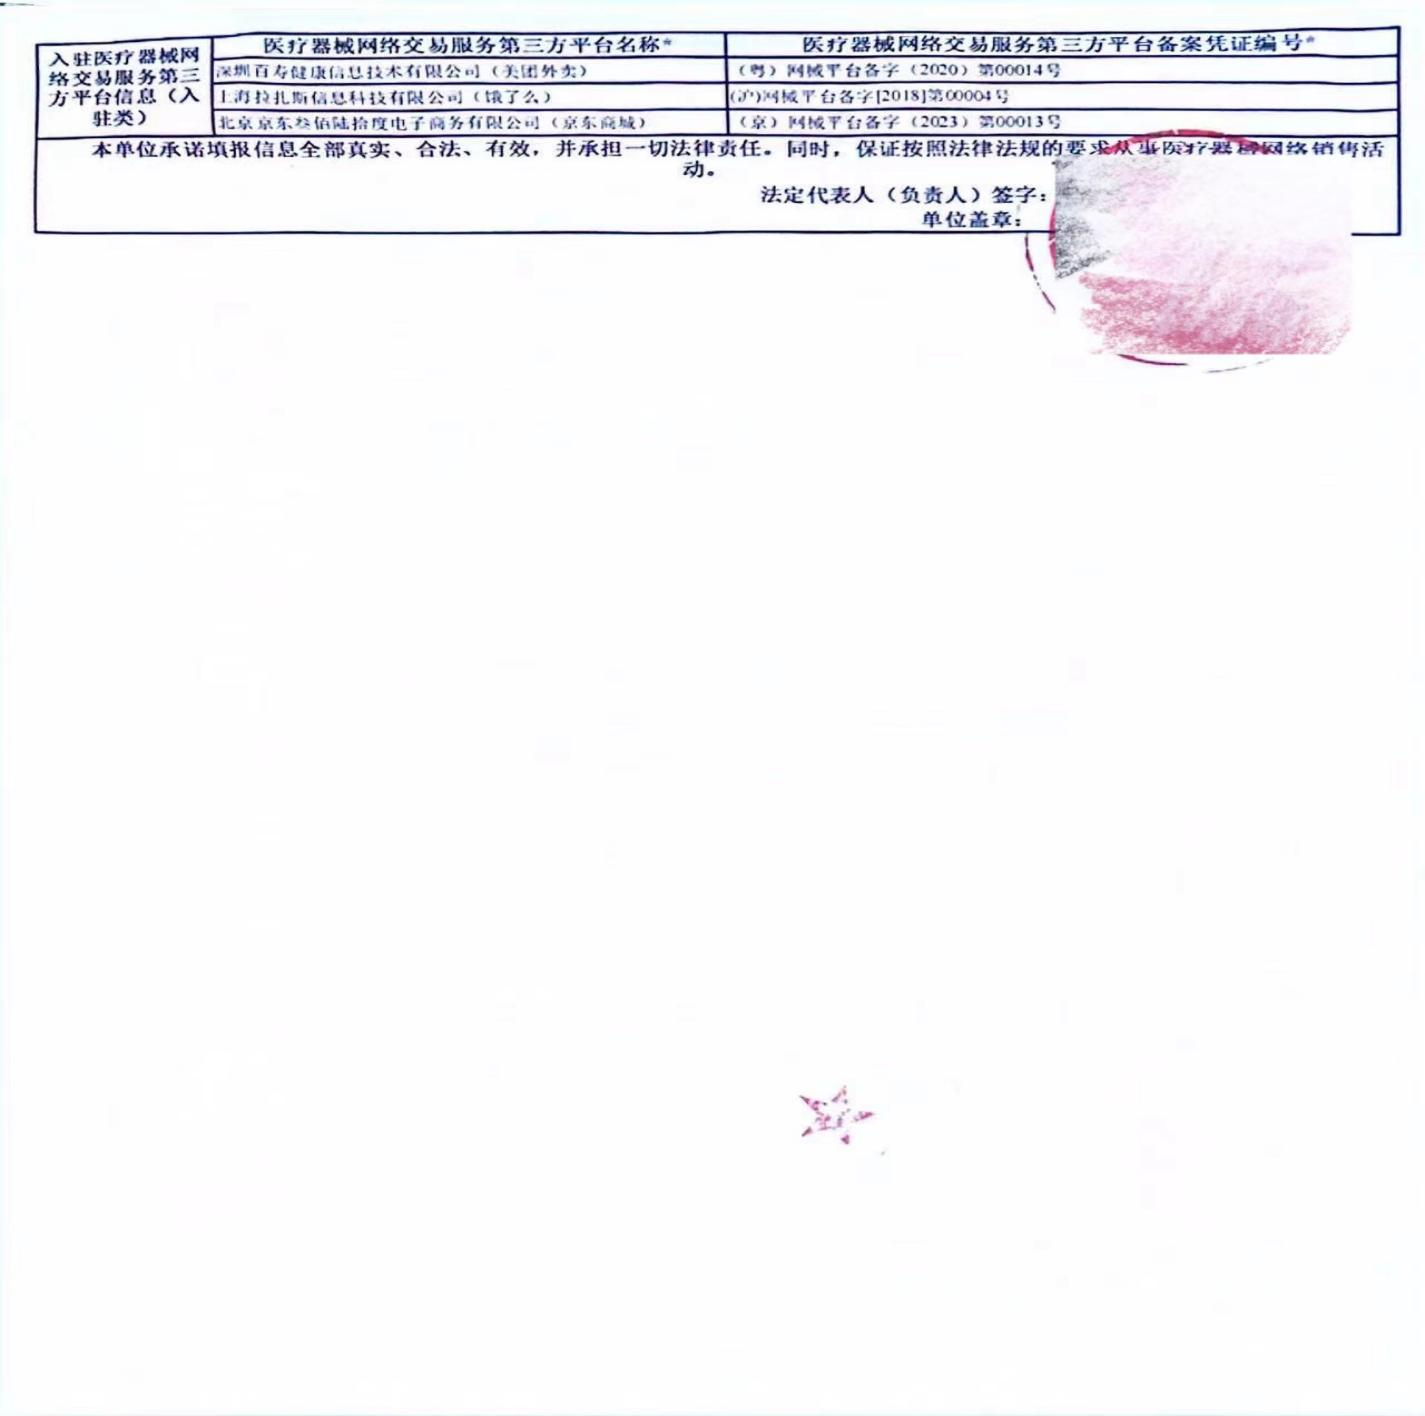 入驻医疗器械网
络交易服务第三
方平台信息（入
驻类）
医疗器械网络交易服务第三方平台名称*
医疗器械网络交易服务第三方平台备案凭证编号*
深圳百寿健康信息技术有限公司（美团外卖）
（粤）网械平台备字（2020）第00014号
上海拉扎斯信息科技有限公司（饿了么）
(沪)网械平台备字[2018]第00004号
北京京东叁佰陆拾度电子商务有限公司（京东商城）
（京）网械平台备字（2023）第00013号
本单位承诺填报信息全部真实、合法、有效，并承担一切法律责任。同时，保证按照法律法规的要求从事医疗器械网络销售活
动。
法定代表人（负责人）签字：
单位盖章：